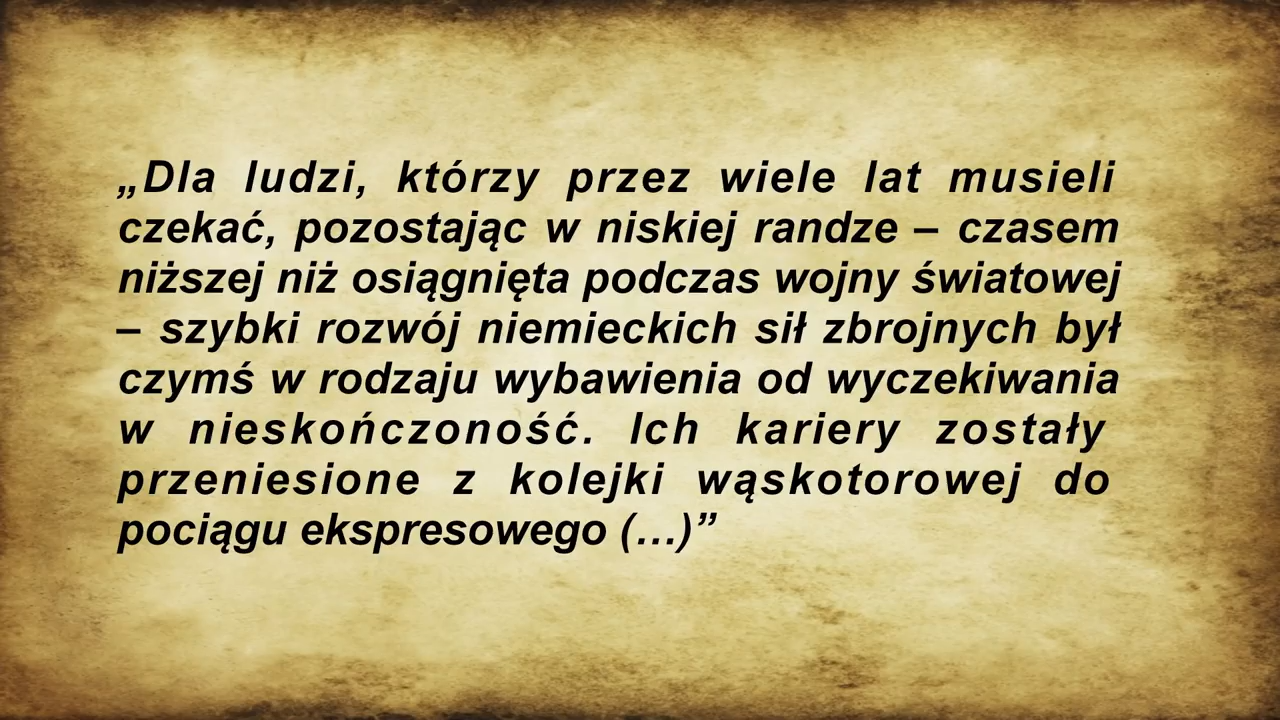 „Dla ludzi, którzy przez wiele lat musieli
czekać, pozostając w niskiej randze – czasem
niższej niż osiągnięta podczas wojny światowej
– szybki rozwój niemieckich sił zbrojnych był
czymś w rodzaju wybawienia od wyczekiwania
w nieskończoność. Ich kariery zostały
przeniesione z kolejki wąskotorowej do
pociągu ekspresowego (…)”